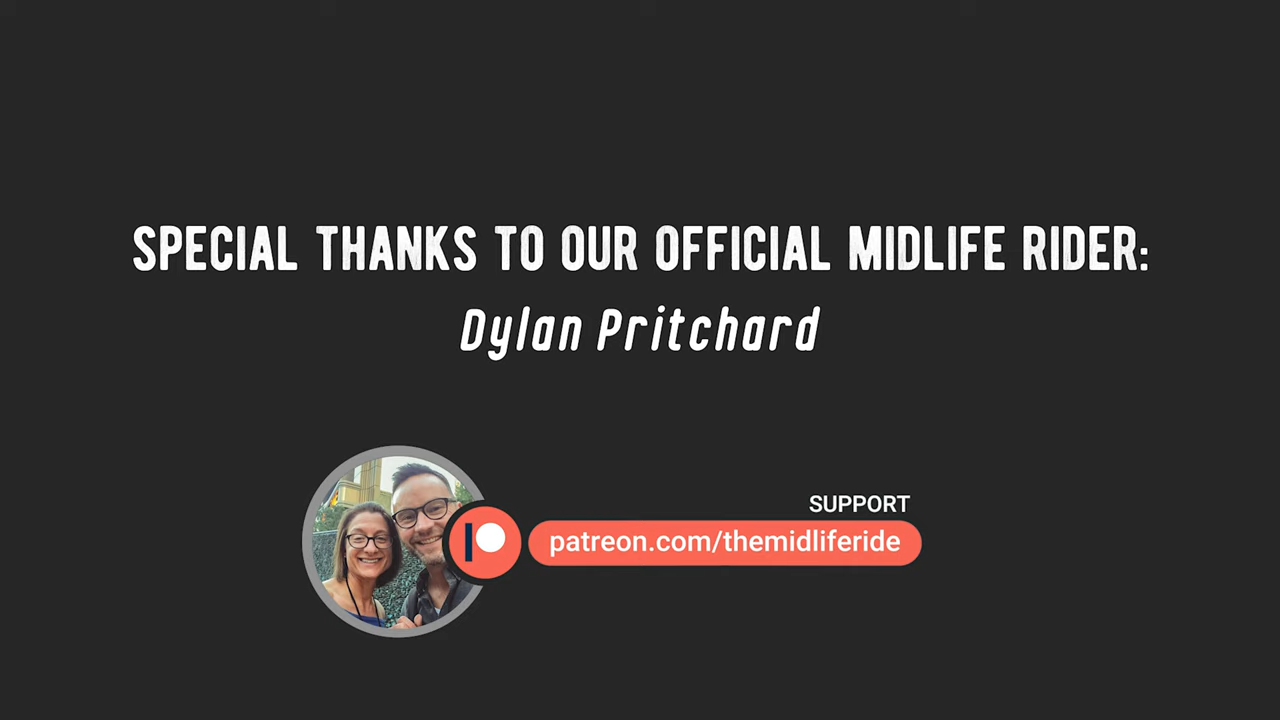 SPECIAL THANKS TO OUR OFFICIAL MIDLIFE RIDER:
Dylan Pritchard
SUPPORT
patreon.com/themidliferide